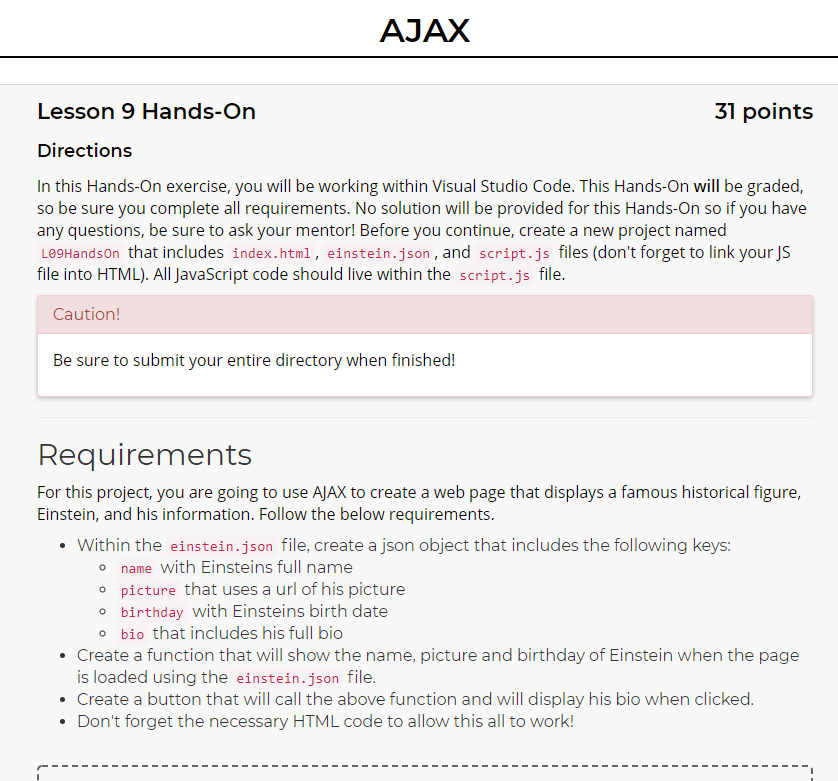 AJAX
Lesson 9 Hands-On 31 points
Directions
In this Hands-On exercise, you will be working within Visual Studio Code. This Hands-On will be graded,
so be sure you complete all requirements. No solution will be provided for this Hands-On so if you have
any questions, be sure to ask your mentor! Before you continue, create a new project named
L09HandsOn that includes index.html, einstein.json, and script.js files (don't forget to link your JS
file into HTML). All JavaScript code should live within the script.js file.
Caution!
Be sure to submit your entire directory when finished!
Requirements
For this project, you are going to use AJAX to create a web page that displays a famous historical figure,
Einstein, and his information. Follow the below requirements.
• Within the einstein.json file, create a json object that includes the following keys:
◦ name with Einsteins full name
◦ picture that uses a url of his picture
◦ birthday with Einsteins birth date
◦ bio that includes his full bio
• Create a function that will show the name, picture and birthday of Einstein when the page
is loaded using the einstein.json file.
• Create a button that will call the above function and will display his bio when clicked.
• Don't forget the necessary HTML code to allow this all to work!